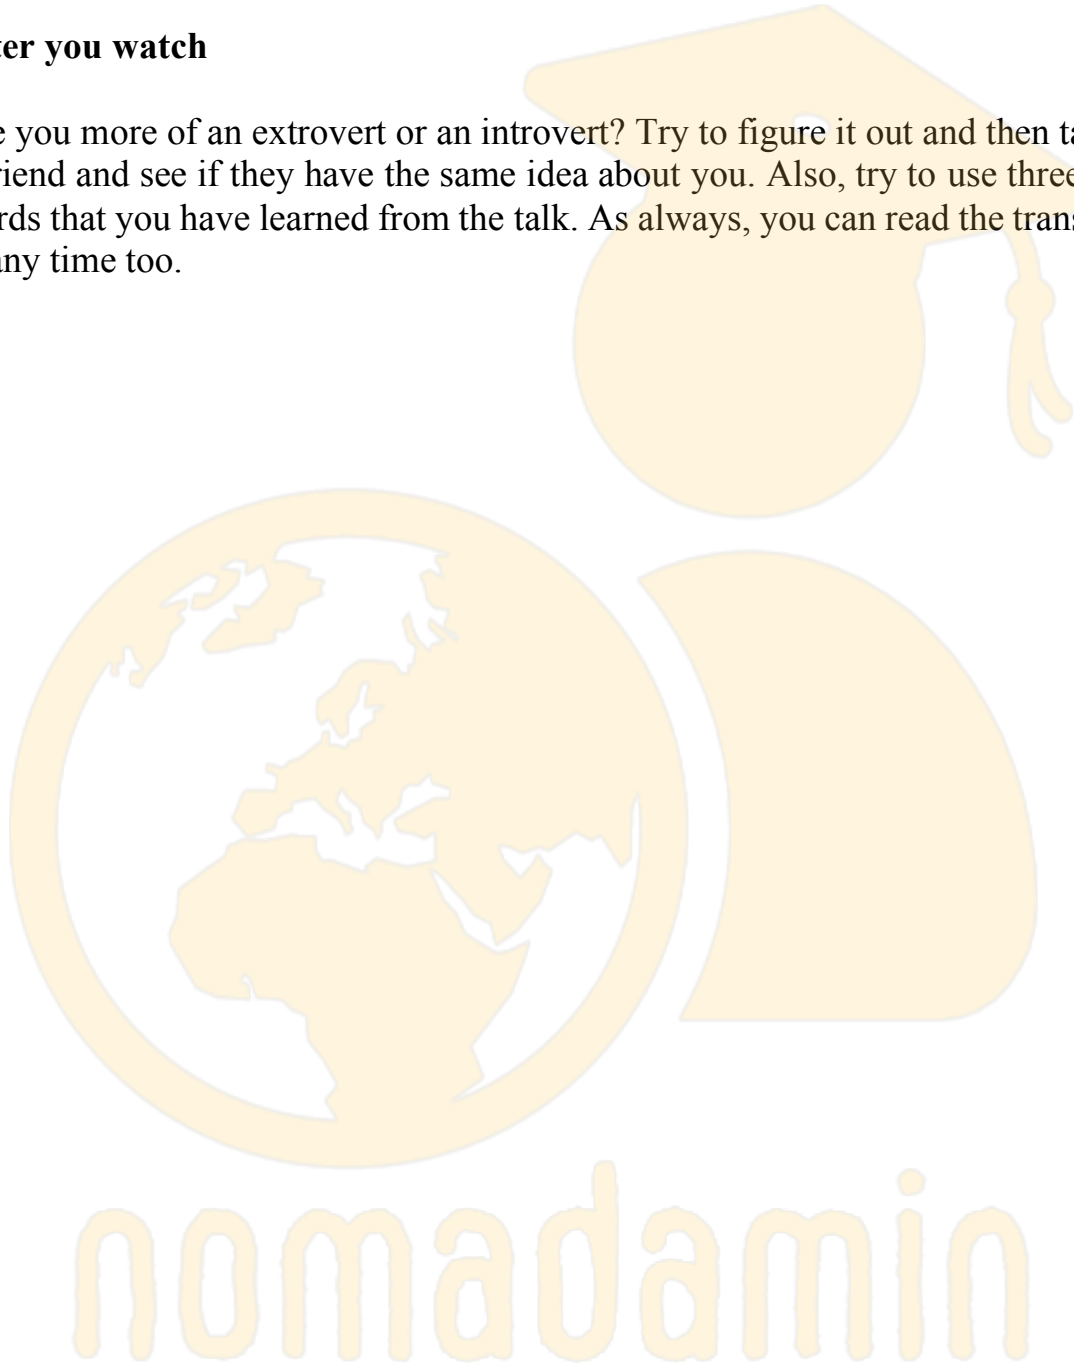 ter you watch
e you more of an extrovert or an introvert? Try to figure it out and then ta
riend and see if they have the same idea about you. Also, try to use three
rds that you have learned from the talk. As always, you can read the trans
any time too.
nomadamin